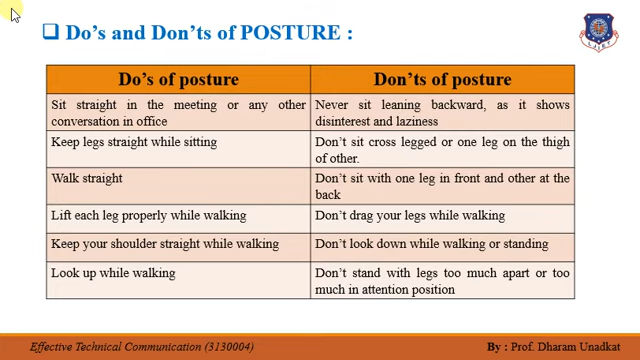 Do's and Don'ts of POSTURE :
Do's of posture
Don'ts of posture
Sit straight in the meeting or any other
conversation in office
Never sit leaning backward, as it shows
disinterest and laziness
Keep legs straight while sitting
Don't sit cross legged or one leg on the thigh
of other.
Walk straight
Don't sit with one leg in front and other at the
back
Lift each leg properly while walking
Don't drag your legs while walking
Keep your shoulder straight while walking
Don't look down while walking or standing
Look up while walking
Don't stand with legs too much apart or too
much in attention position
Effective Technical Communication (3130004)
By : Prof. Dharam Unadkat